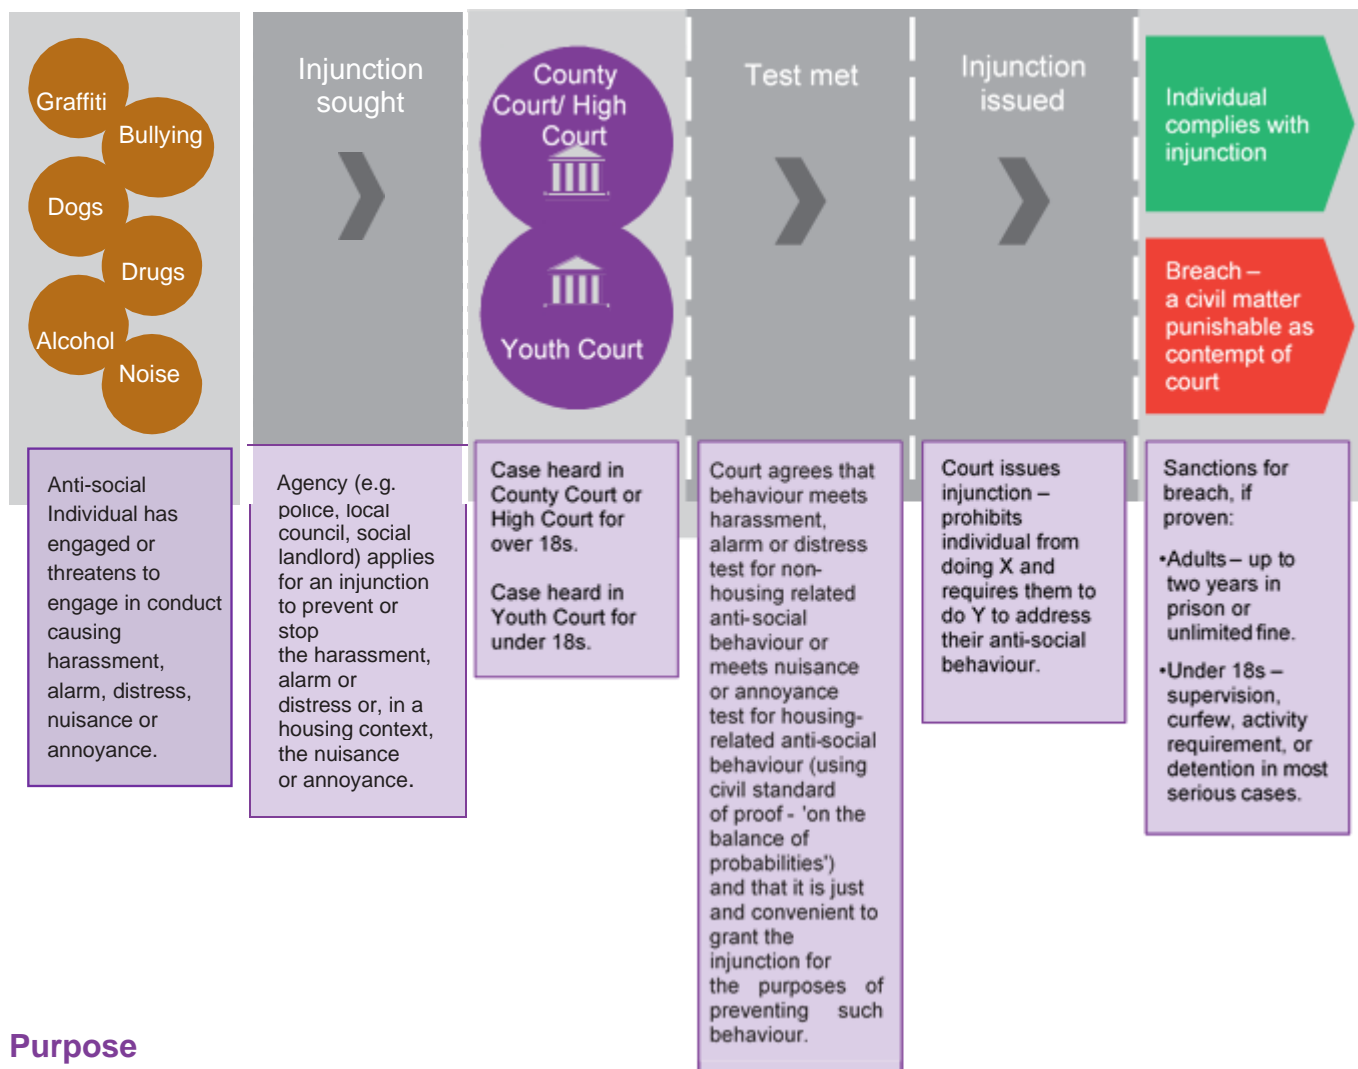 Graffiti
Bullying
Dogs
Drugs
Alcohol
Noise
Injunction
sought
County
Court/ High
Court
Youth Court
Test met
Injunction
issued
Individual
complies with
injunction
Breach –
a civil matter
punishable as
contempt of
court
Anti-social
Individual has
engaged or
threatens to
engage in conduct
causing
harassment,
alarm, distress,
nuisance or
annoyance.
Agency (e.g.
police, local
council, social
landlord) applies
for an injunction
to prevent or
stop
the harassment,
alarm or
distress or, in a
housing context,
the nuisance
or annoyance.
Case heard in
County Court or
High Court for
over 18s.
Case heard in
Youth Court for
under 18s.
Court agrees that
behaviour meets
harassment,
alarm or distress
test for non-
housing related
anti-social
behaviour or
meets nuisance
or annoyance
test for housing-
related anti-social
behaviour (using
civil standard
of proof - 'on the
balance of
probabilities')
and that it is just
and convenient to
grant the
injunction for
the purposes of
preventing such
behaviour.
Court issues
injunction –
prohibits
individual from
doing X and
requires them to
do Y to address
their anti-social
behaviour.
Sanctions for
breach, if
proven:
•Adults – up to
two years in
prison or
unlimited fine.
•Under 18s –
supervision,
curfew, activity
requirement, or
detention in most
serious cases.
Purpose